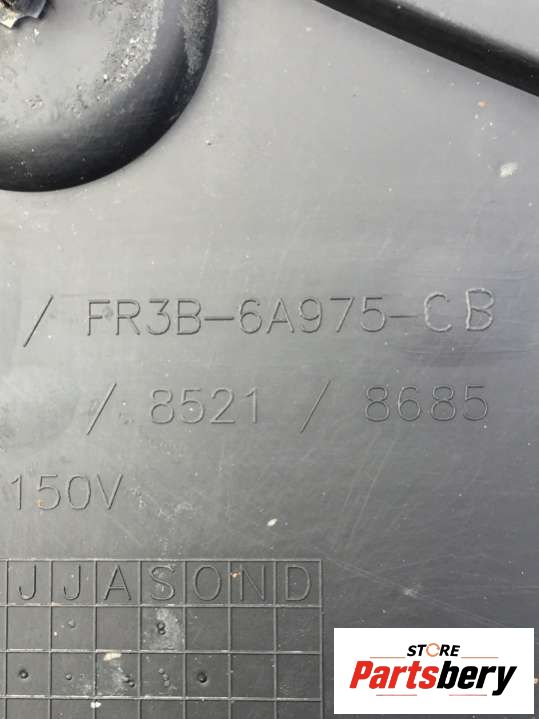 / FR3B-6A975-CB
/ 8521 / 8685
150V
J J A S O N D
8
STORE
Partsbery